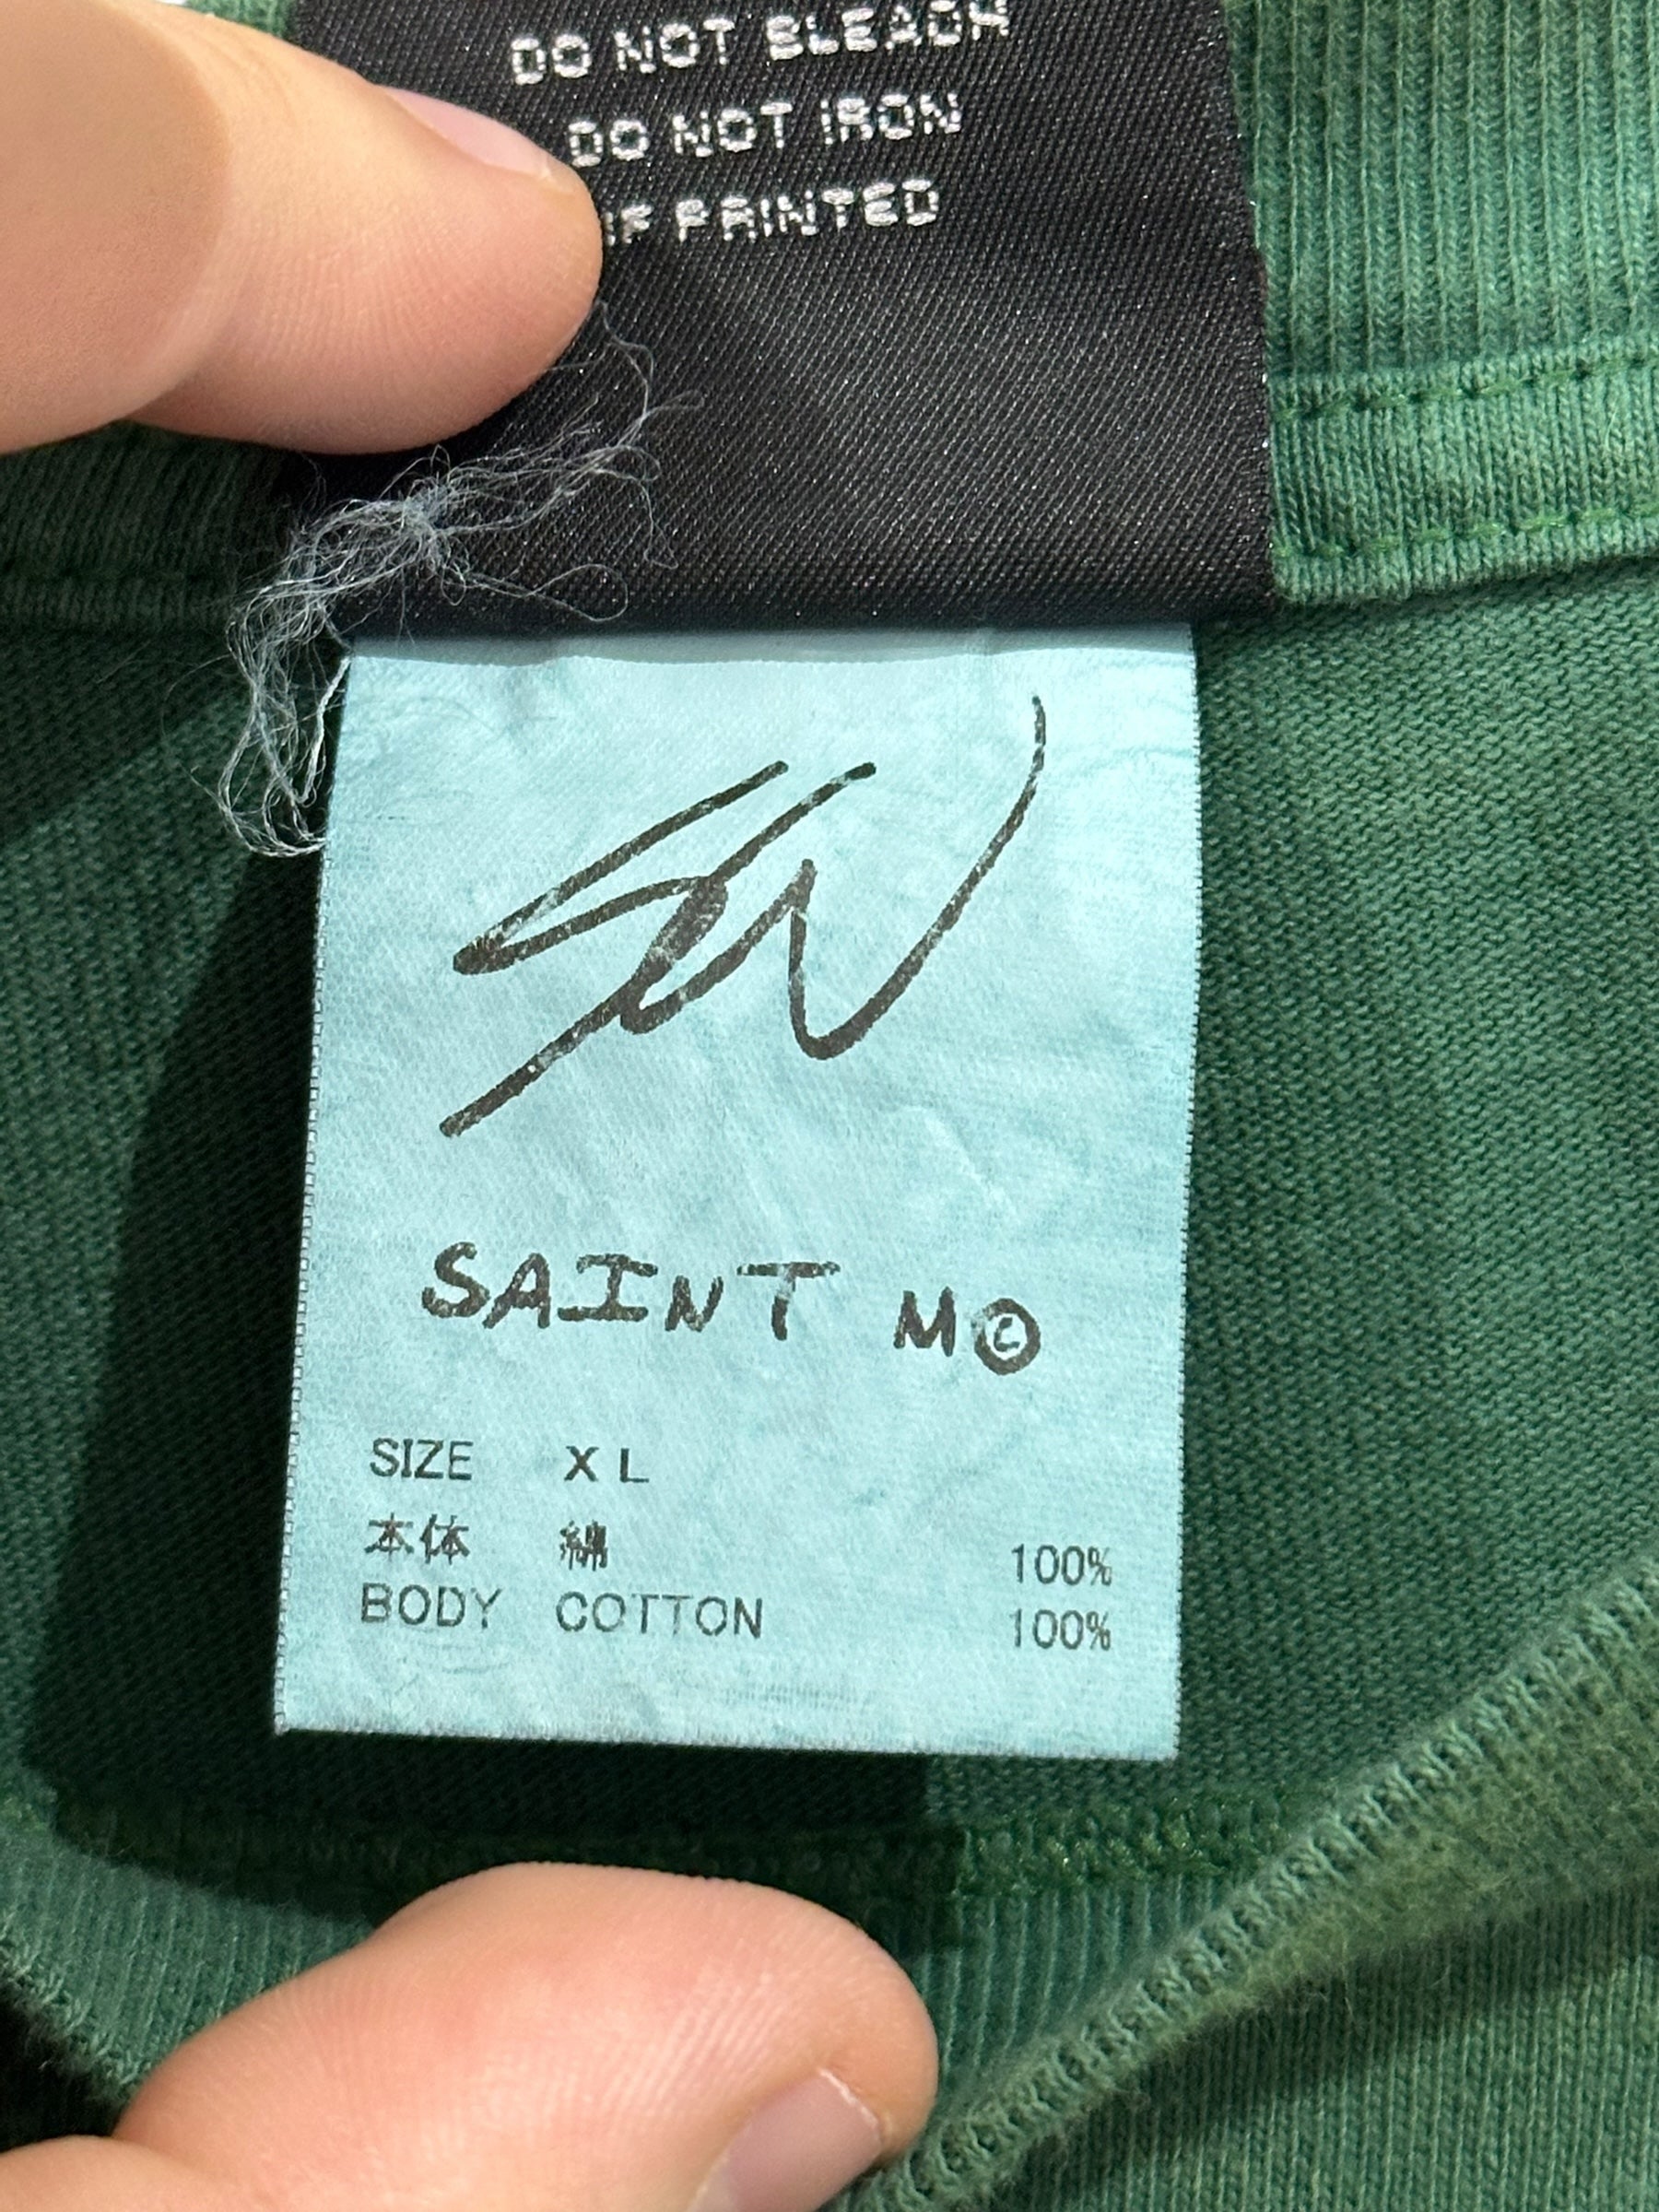 DO NOT BLEACH
DO NOT IRON
IF PRINTED
SAINT M©
SIZE XL
本体 綿 100%
BODY COTTON 100%